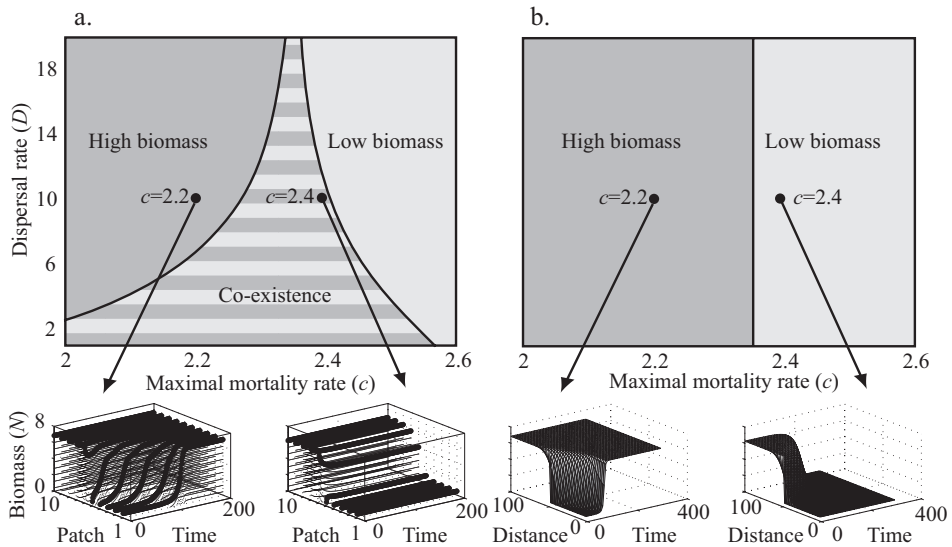 a.
Dispersal rate (D)
18
14
10
6
2
High biomass
Low biomass
c=2.2
c=2.4
Co-existence
2
2.2
2.4
2.6
Maximal mortality rate (c)
b.
High biomass
Low biomass
c=2.2
c=2.4
2
2.2
2.4
2.6
Maximal mortality rate (c)
Biomass (N)
8
0
10
Patch
1
0
Time
200
10
Patch
1
0
Time
200
100
Distance
0
0
Time
400
100
Distance
0
0
Time
400